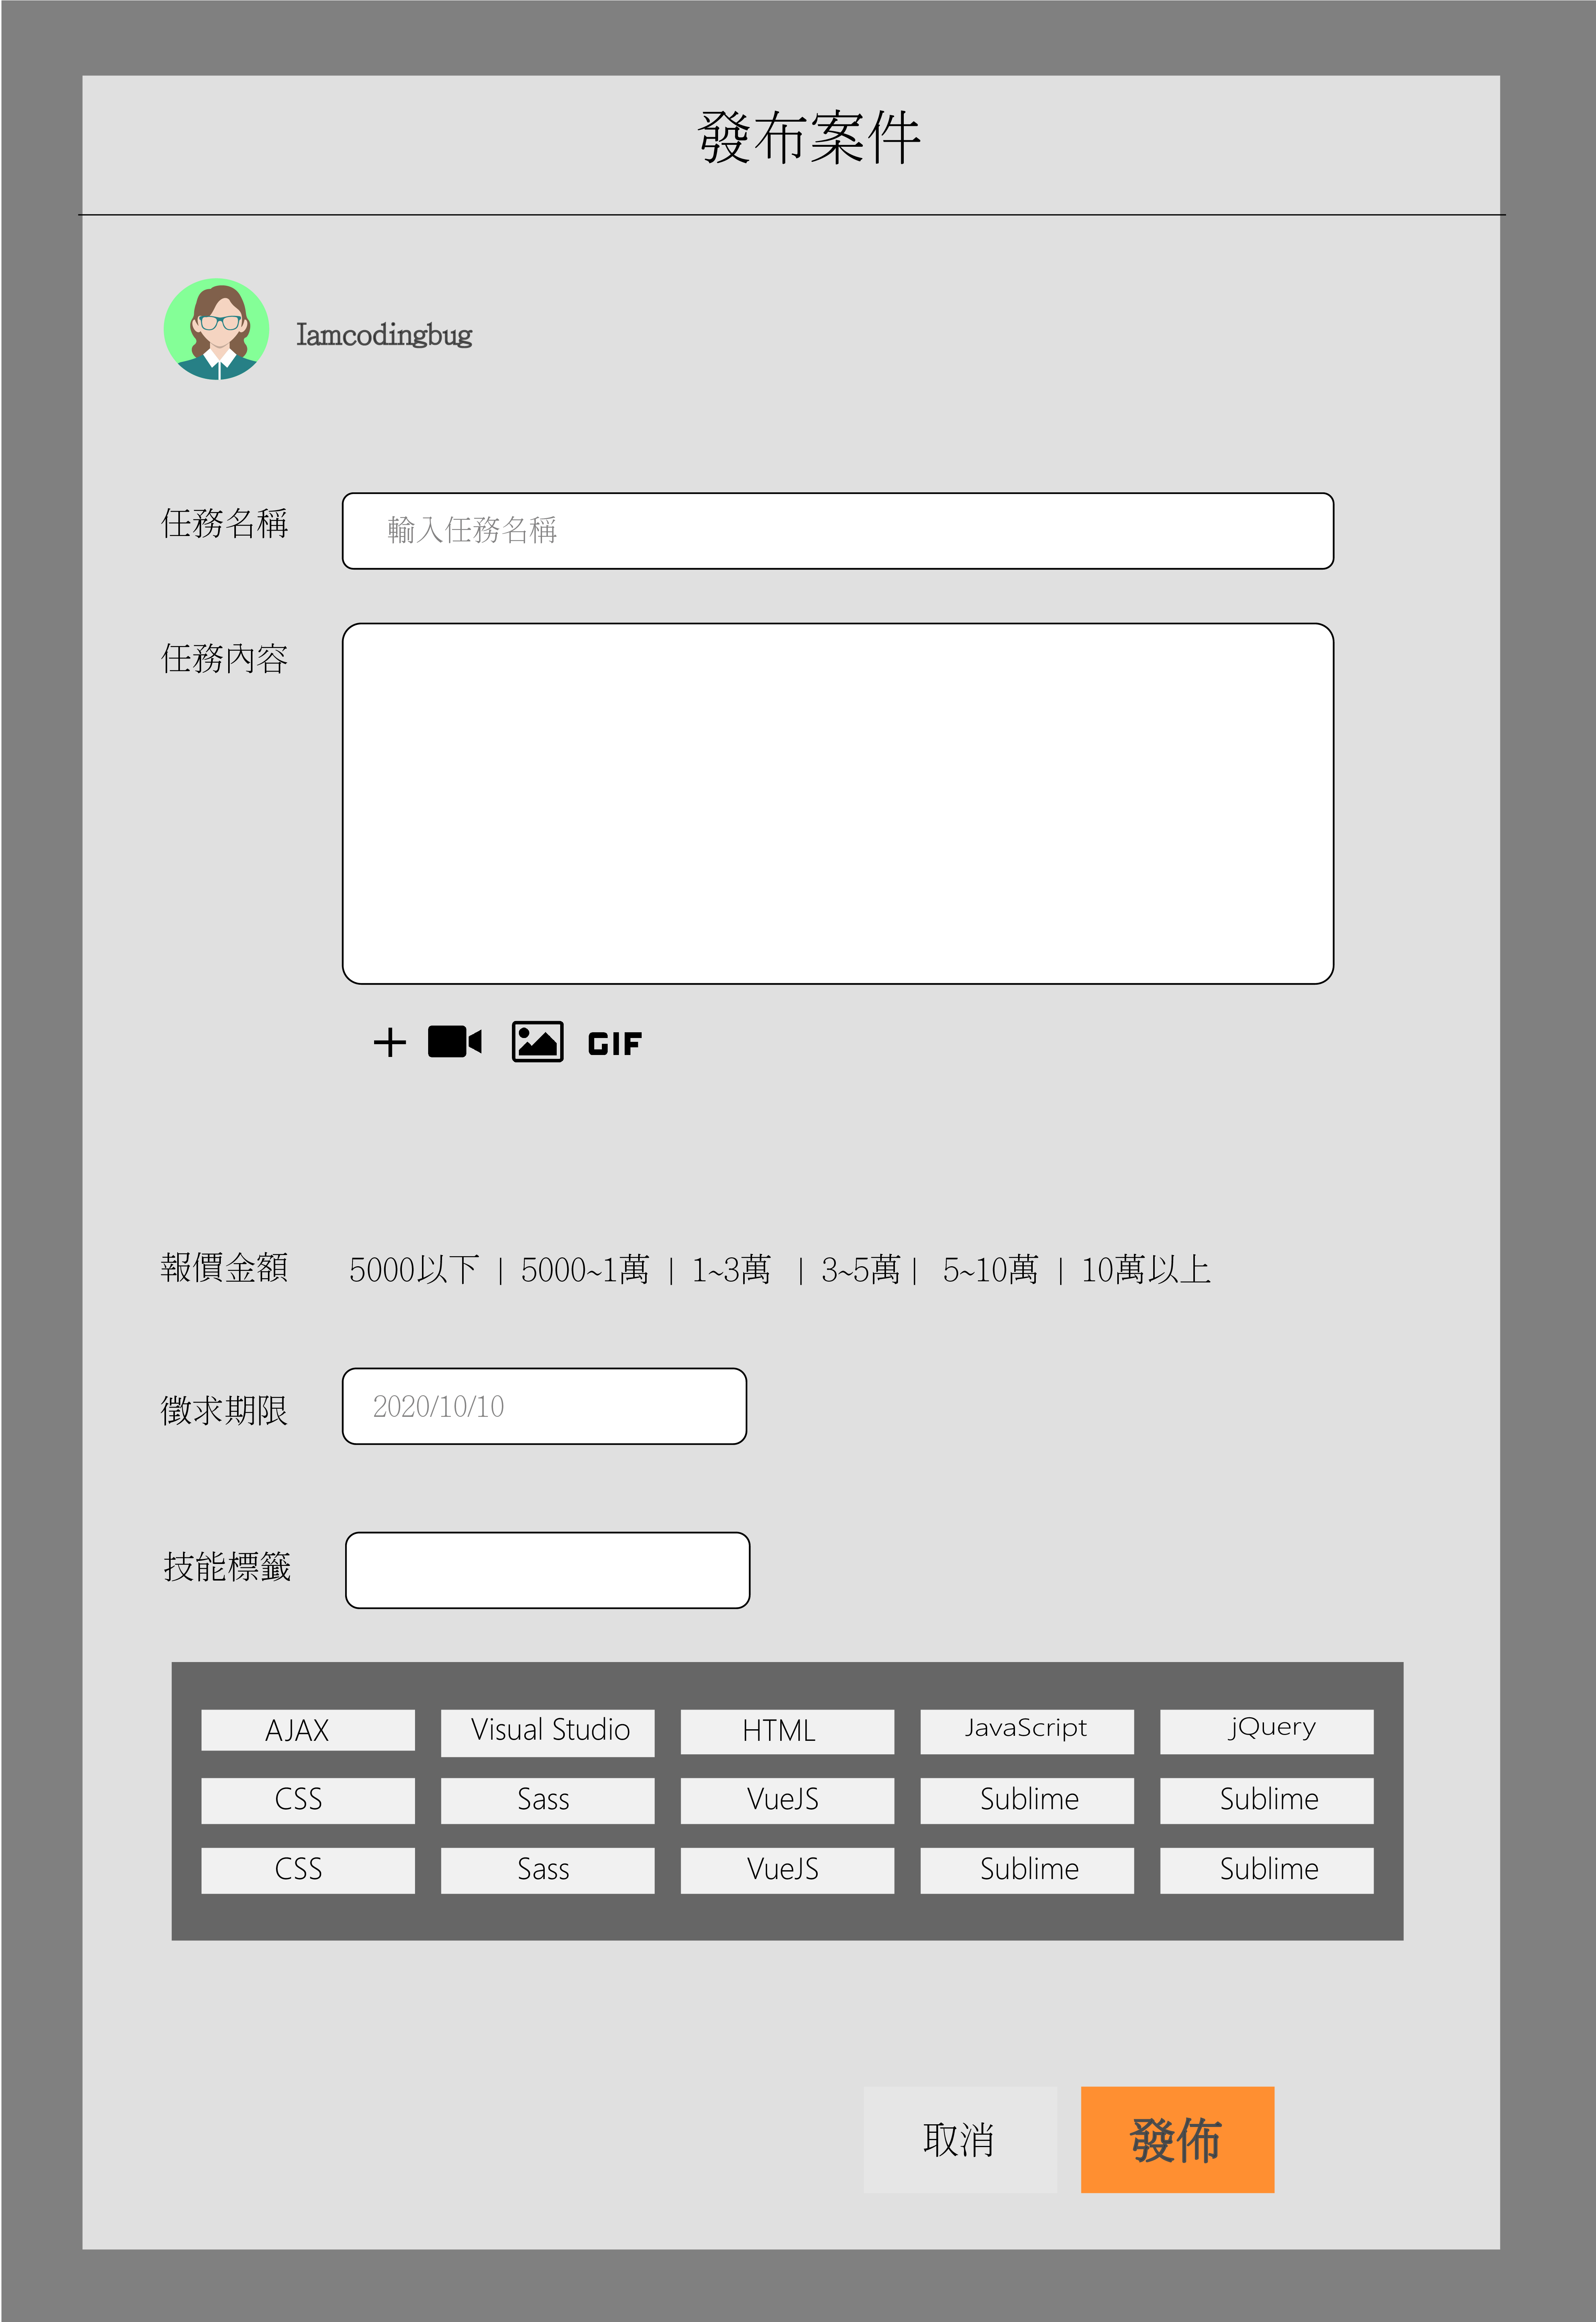 發布案件
Iamcodingbug
任務名稱 輸入任務名稱
任務內容
GIF
報價金額 5000以下 | 5000~1萬 | 1~3萬 | 3~5萬 | 5~10萬 | 10萬以上
徵求期限 2020/10/10
技能標籤
AJAX Visual Studio HTML JavaScript jQuery
CSS Sass VueJS Sublime Sublime
CSS Sass VueJS Sublime Sublime
取消 發佈